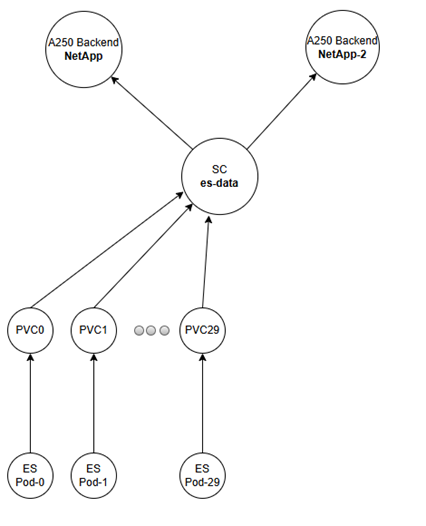 A250 Backend
NetApp
A250 Backend
NetApp-2
SC
es-data
PVC0
PVC1
PVC29
ES
Pod-0
ES
Pod-1
ES
Pod-29